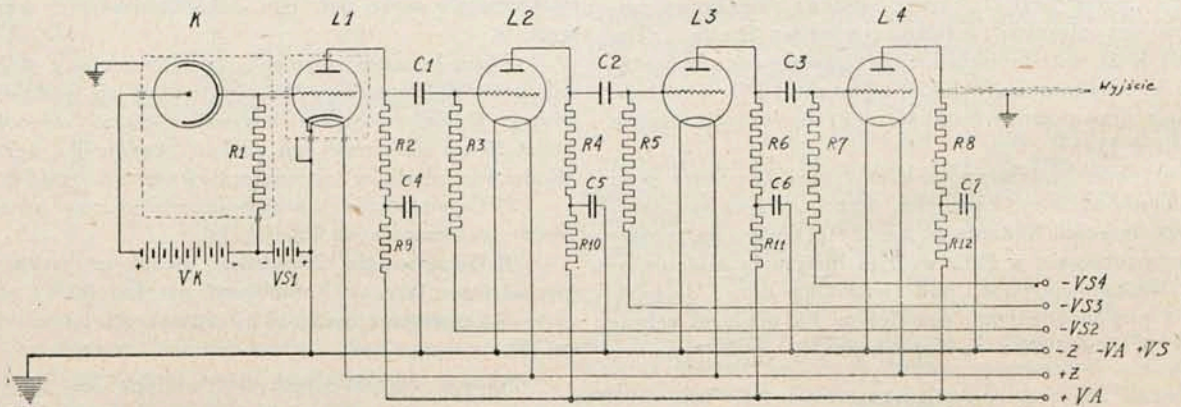 K L1 L2 L3 L4
C1 C2 C3
Wyjście
R1 R2 R3 R4 R5 R6 R7 R8
C4 C5 C6 C7
R9 R10 R11 R12
+ VK - VS1 +
-VS4
-VS3
-VS2
-Z -VA +VS
+Z
+VA